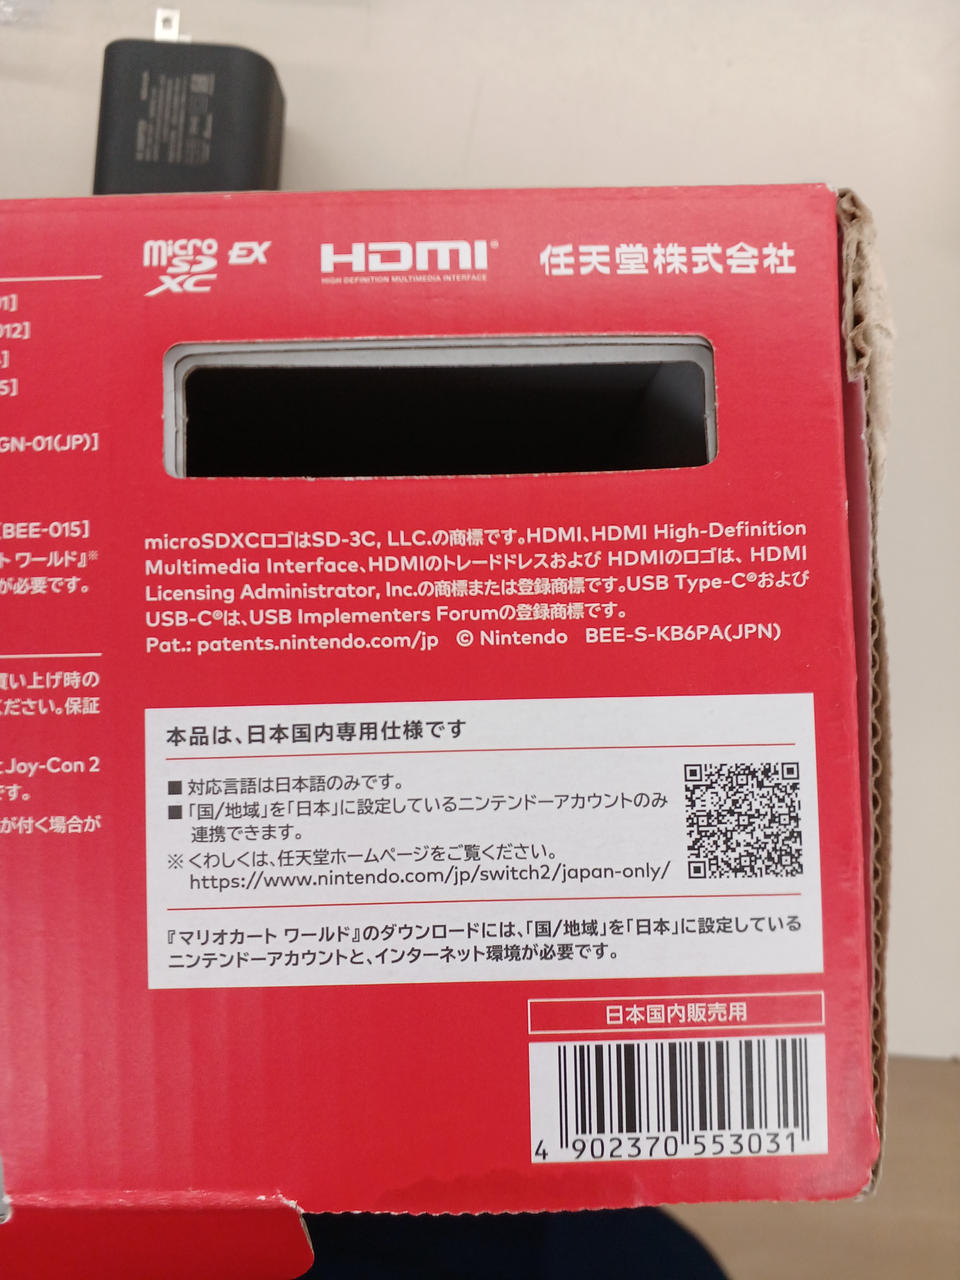 micro
SD
XC
EX
HDMI®
HIGH DEFINITION MULTIMEDIA INTERFACE
任天堂株式会社
01]
012]
5]
GN-01(JP)]
[BEE-015]
ト ワールド』※
が必要です。
買い上げ時の
ください。保証
Joy-Con 2
です。
が付く場合が
microSDXCロゴはSD-3C, LLC.の商標です。HDMI、HDMI High-Definition
Multimedia Interface、HDMIのトレードドレスおよび HDMIのロゴは、HDMI
Licensing Administrator, Inc.の商標または登録商標です。USB Type-C®および
USB-C®は、USB Implementers Forumの登録商標です。
Pat.: patents.nintendo.com/jp © Nintendo BEE-S-KB6PA(JPN)
本品は、日本国内専用仕様です
■ 対応言語は日本語のみです。
■「国/地域」を「日本」に設定しているニンテンドーアカウントのみ
連携できます。
※ くわしくは、任天堂ホームページをご覧ください。
https://www.nintendo.com/jp/switch2/japan-only/
『マリオカート ワールド』のダウンロードには、「国/地域」を「日本」に設定している
ニンテンドーアカウントと、インターネット環境が必要です。
日本国内販売用
4 902370 553031